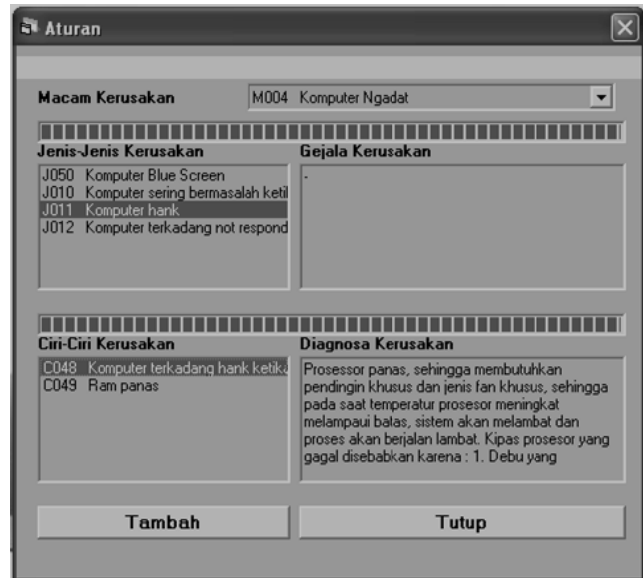 Aturan
Macam Kerusakan M004 Komputer Ngadat
Jenis-Jenis Kerusakan Gejala Kerusakan
J050 Komputer Blue Screen
J010 Komputer sering bermasalah keti
J011 Komputer hank
J012 Komputer terkadang not respond
-
Ciri-Ciri Kerusakan Diagnosa Kerusakan
C048 Komputer terkadang hank ketika
C049 Ram panas
Prosessor panas, sehingga membutuhkan
pendingin khusus dan jenis fan khusus, sehingga
pada saat temperatur prosesor meningkat
melampaui batas, sistem akan melambat dan
proses akan berjalan lambat. Kipas prosesor yang
gagal disebabkan karena : 1. Debu yang
Tambah Tutup